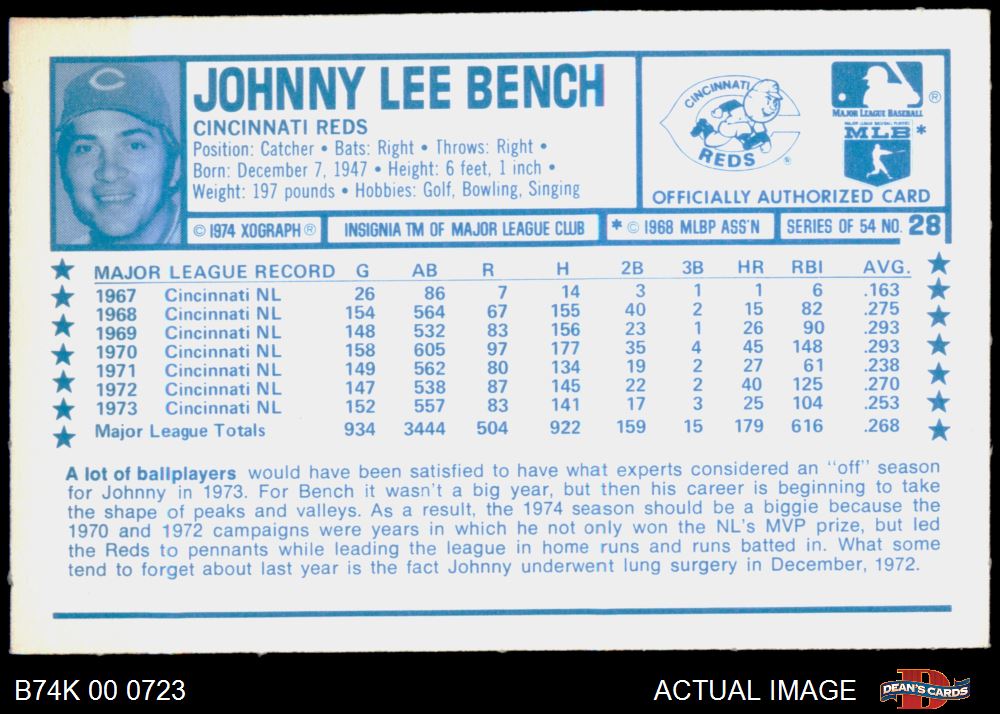 JOHNNY LEE BENCH
CINCINNATI REDS
Position: Catcher • Bats: Right • Throws: Right •
Born: December 7, 1947 • Height: 6 feet, 1 inch •
Weight: 197 pounds • Hobbies: Golf, Bowling, Singing
CINCINNATI
REDS
®
MAJOR LEAGUE BASEBALL
®
MLB*
OFFICIALLY AUTHORIZED CARD
© 1974 XOGRAPH ® INSIGNIA TM OF MAJOR LEAGUE CLUB * © 1968 MLBP ASS'N SERIES OF 54 NO. 28
MAJOR LEAGUE RECORD G AB R H 2B 3B HR RBI AVG.
1967 Cincinnati NL 26 86 7 14 3 1 1 6 .163
1968 Cincinnati NL 154 564 67 155 40 2 15 82 .275
1969 Cincinnati NL 148 532 83 156 23 1 26 90 .293
1970 Cincinnati NL 158 605 97 177 35 4 45 148 .293
1971 Cincinnati NL 149 562 80 134 19 2 27 61 .238
1972 Cincinnati NL 147 538 87 145 22 2 40 125 .270
1973 Cincinnati NL 152 557 83 141 17 3 25 104 .253
Major League Totals 934 3444 504 922 159 15 179 616 .268
A lot of ballplayers would have been satisfied to have what experts considered an "off" season
for Johnny in 1973. For Bench it wasn't a big year, but then his career is beginning to take
the shape of peaks and valleys. As a result, the 1974 season should be a biggie because the
1970 and 1972 campaigns were years in which he not only won the NL's MVP prize, but led
the Reds to pennants while leading the league in home runs and runs batted in. What some
tend to forget about last year is the fact Johnny underwent lung surgery in December, 1972.
B74K 00 0723
ACTUAL IMAGE
DEAN'S CARDS